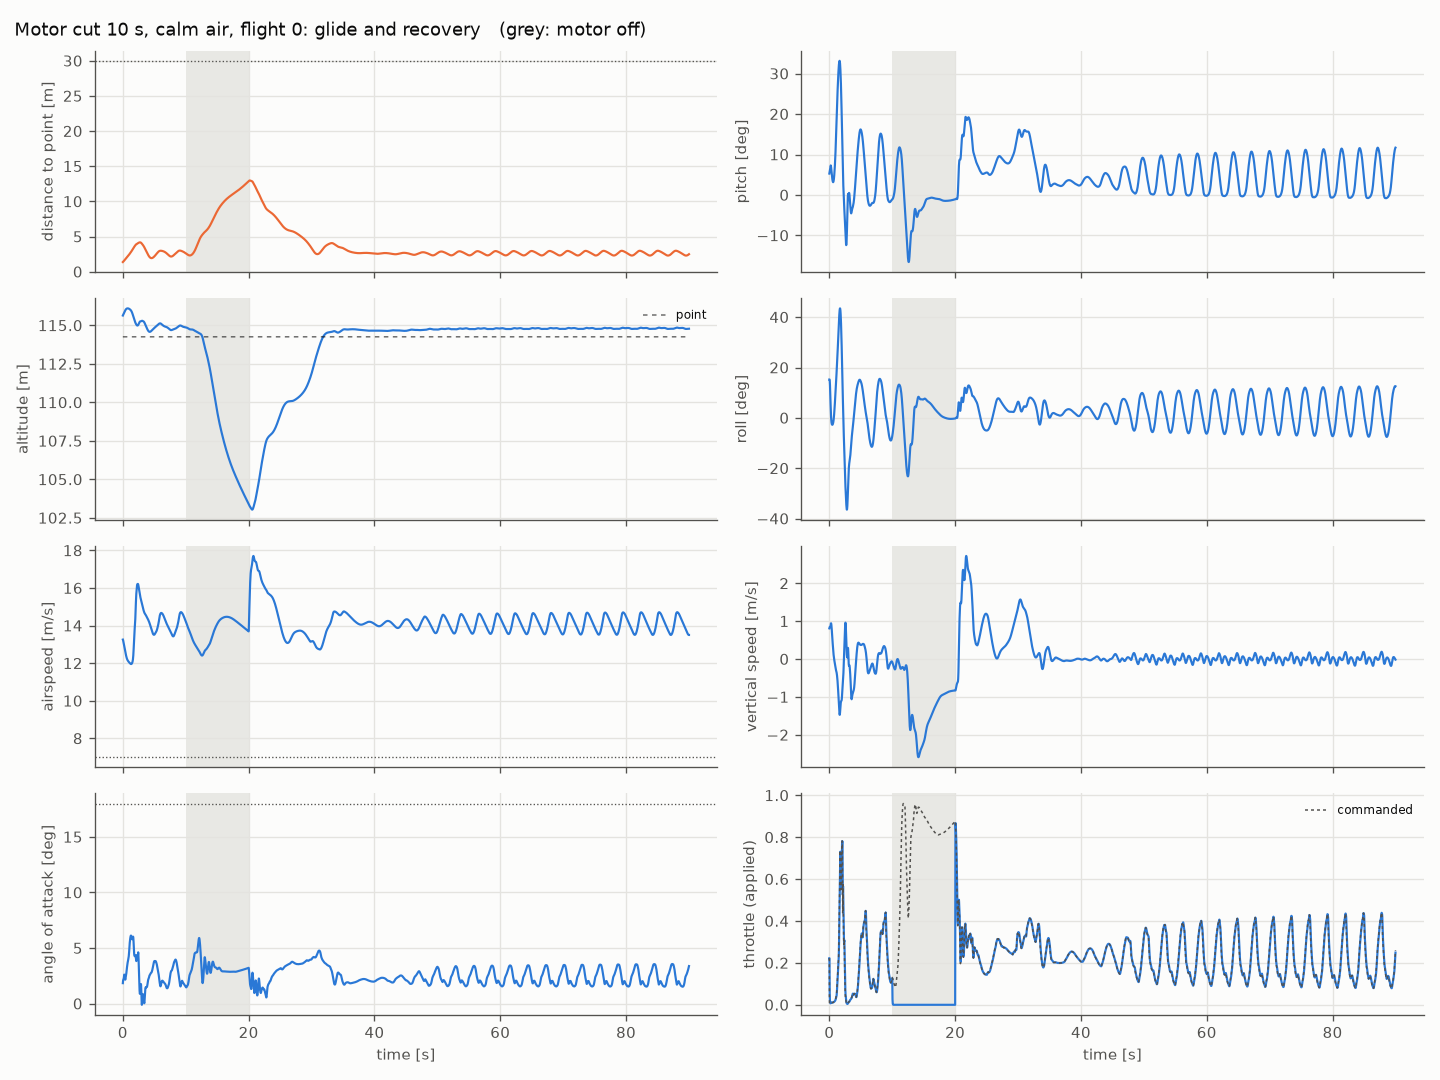 Motor cut 10 s, calm air, flight 0: glide and recovery (grey: motor off)
distance to point [m]
30
25
20
15
10
5
0
pitch [deg]
30
20
10
0
−10
altitude [m]
115.0
112.5
110.0
107.5
105.0
102.5
point
roll [deg]
40
20
0
−20
−40
airspeed [m/s]
18
16
14
12
10
8
vertical speed [m/s]
2
1
0
−1
−2
angle of attack [deg]
15
10
5
0
0 20 40 60 80
time [s]
throttle (applied)
1.0
0.8
0.6
0.4
0.2
0.0
commanded
0 20 40 60 80
time [s]